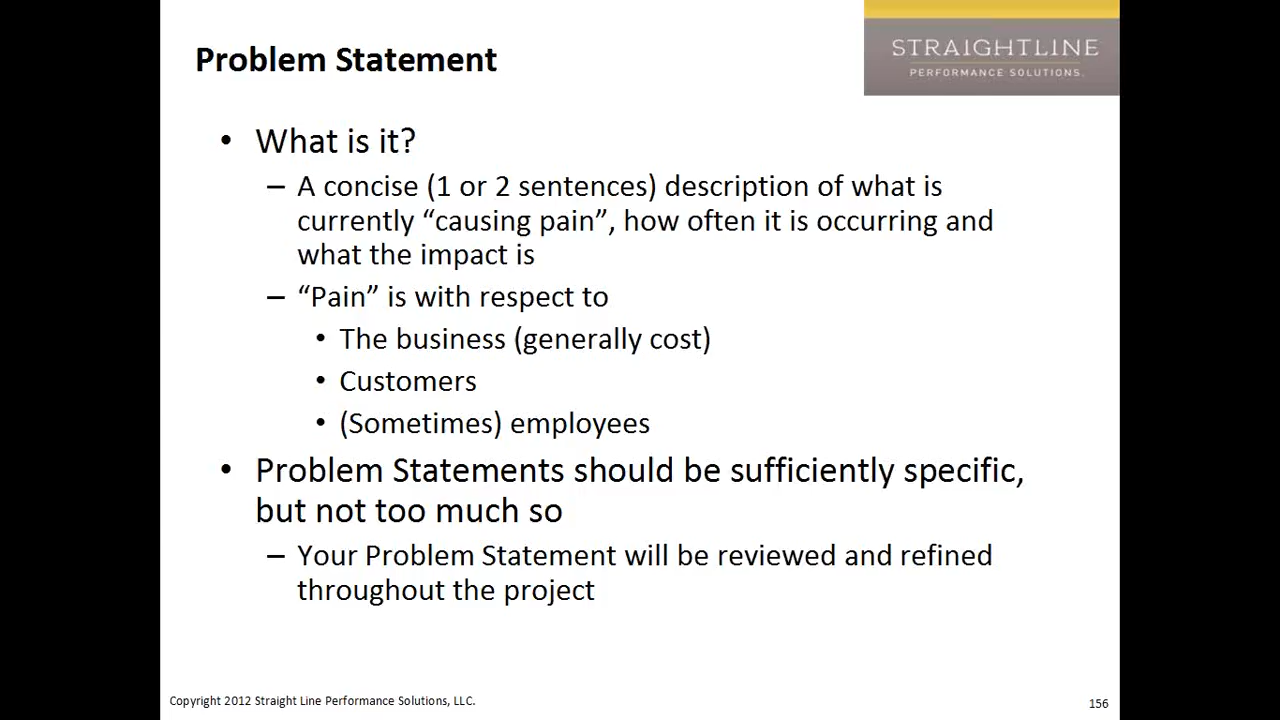 Problem Statement
STRAIGHTLINE
PERFORMANCE SOLUTIONS.
• What is it?
– A concise (1 or 2 sentences) description of what is
currently “causing pain”, how often it is occurring and
what the impact is
– “Pain” is with respect to
• The business (generally cost)
• Customers
• (Sometimes) employees
• Problem Statements should be sufficiently specific,
but not too much so
– Your Problem Statement will be reviewed and refined
throughout the project
Copyright 2012 Straight Line Performance Solutions, LLC.
156